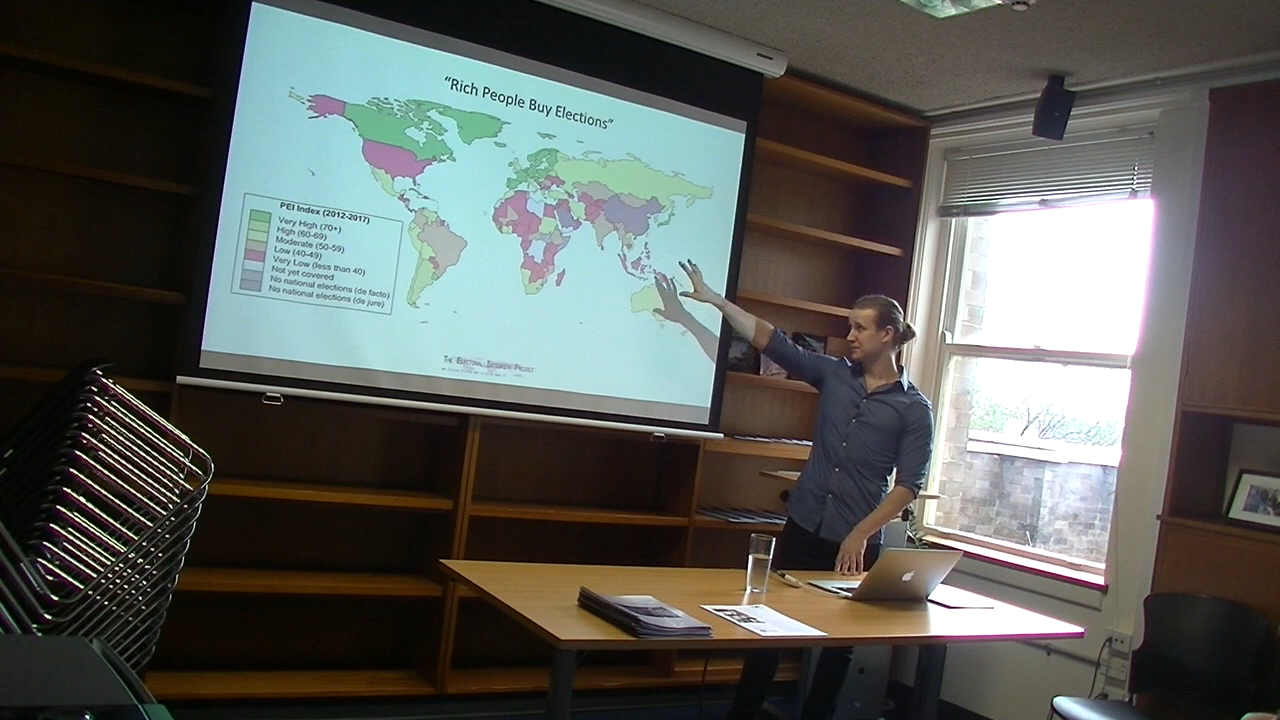 “Rich People Buy Elections”
PEI Index (2012-2017)
Very High (70+)
High (60-69)
Moderate (50-59)
Low (40-49)
Very Low (less than 40)
Not yet covered
No national elections (de facto)
No national elections (de jure)
THE ELECTORAL INTEGRITY PROJECT